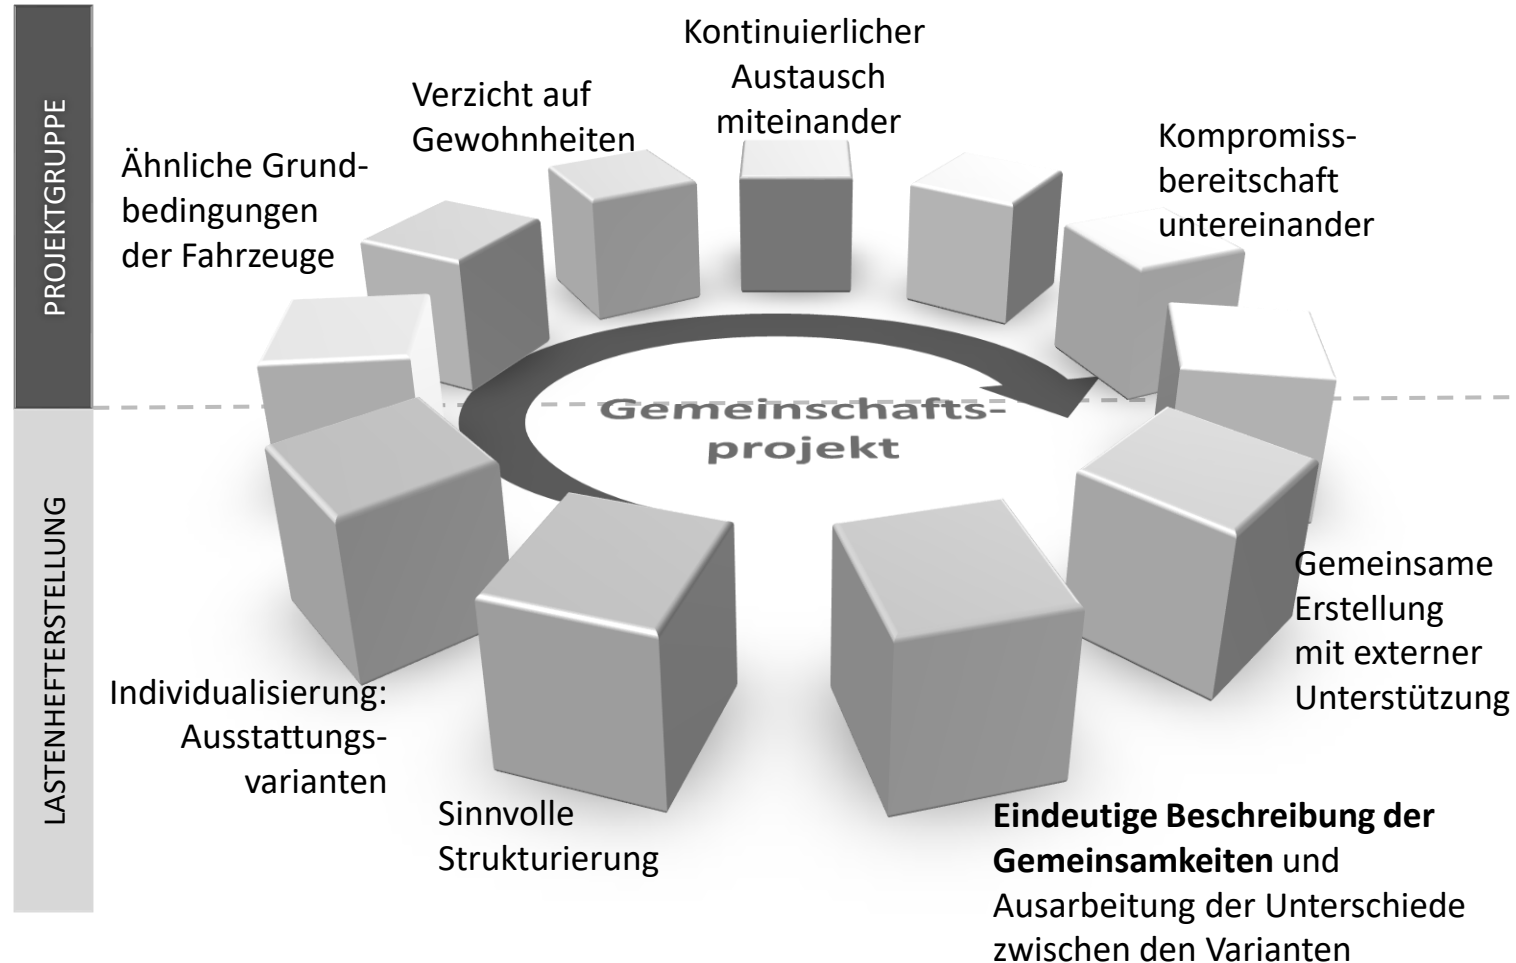 PROJEKTGRUPPE
Ähnliche Grund-
bedingungen
der Fahrzeuge
Verzicht auf
Gewohnheiten
Kontinuierlicher
Austausch
miteinander
Kompromiss-
bereitschaft
untereinander
Gemeinschafts-
projekt
LASTENHEFTERSTELLUNG
Individualisierung:
Ausstattungs-
varianten
Sinnvolle
Strukturierung
Eindeutige Beschreibung der
Gemeinsamkeiten und
Ausarbeitung der Unterschiede
zwischen den Varianten
Gemeinsame
Erstellung
mit externer
Unterstützung